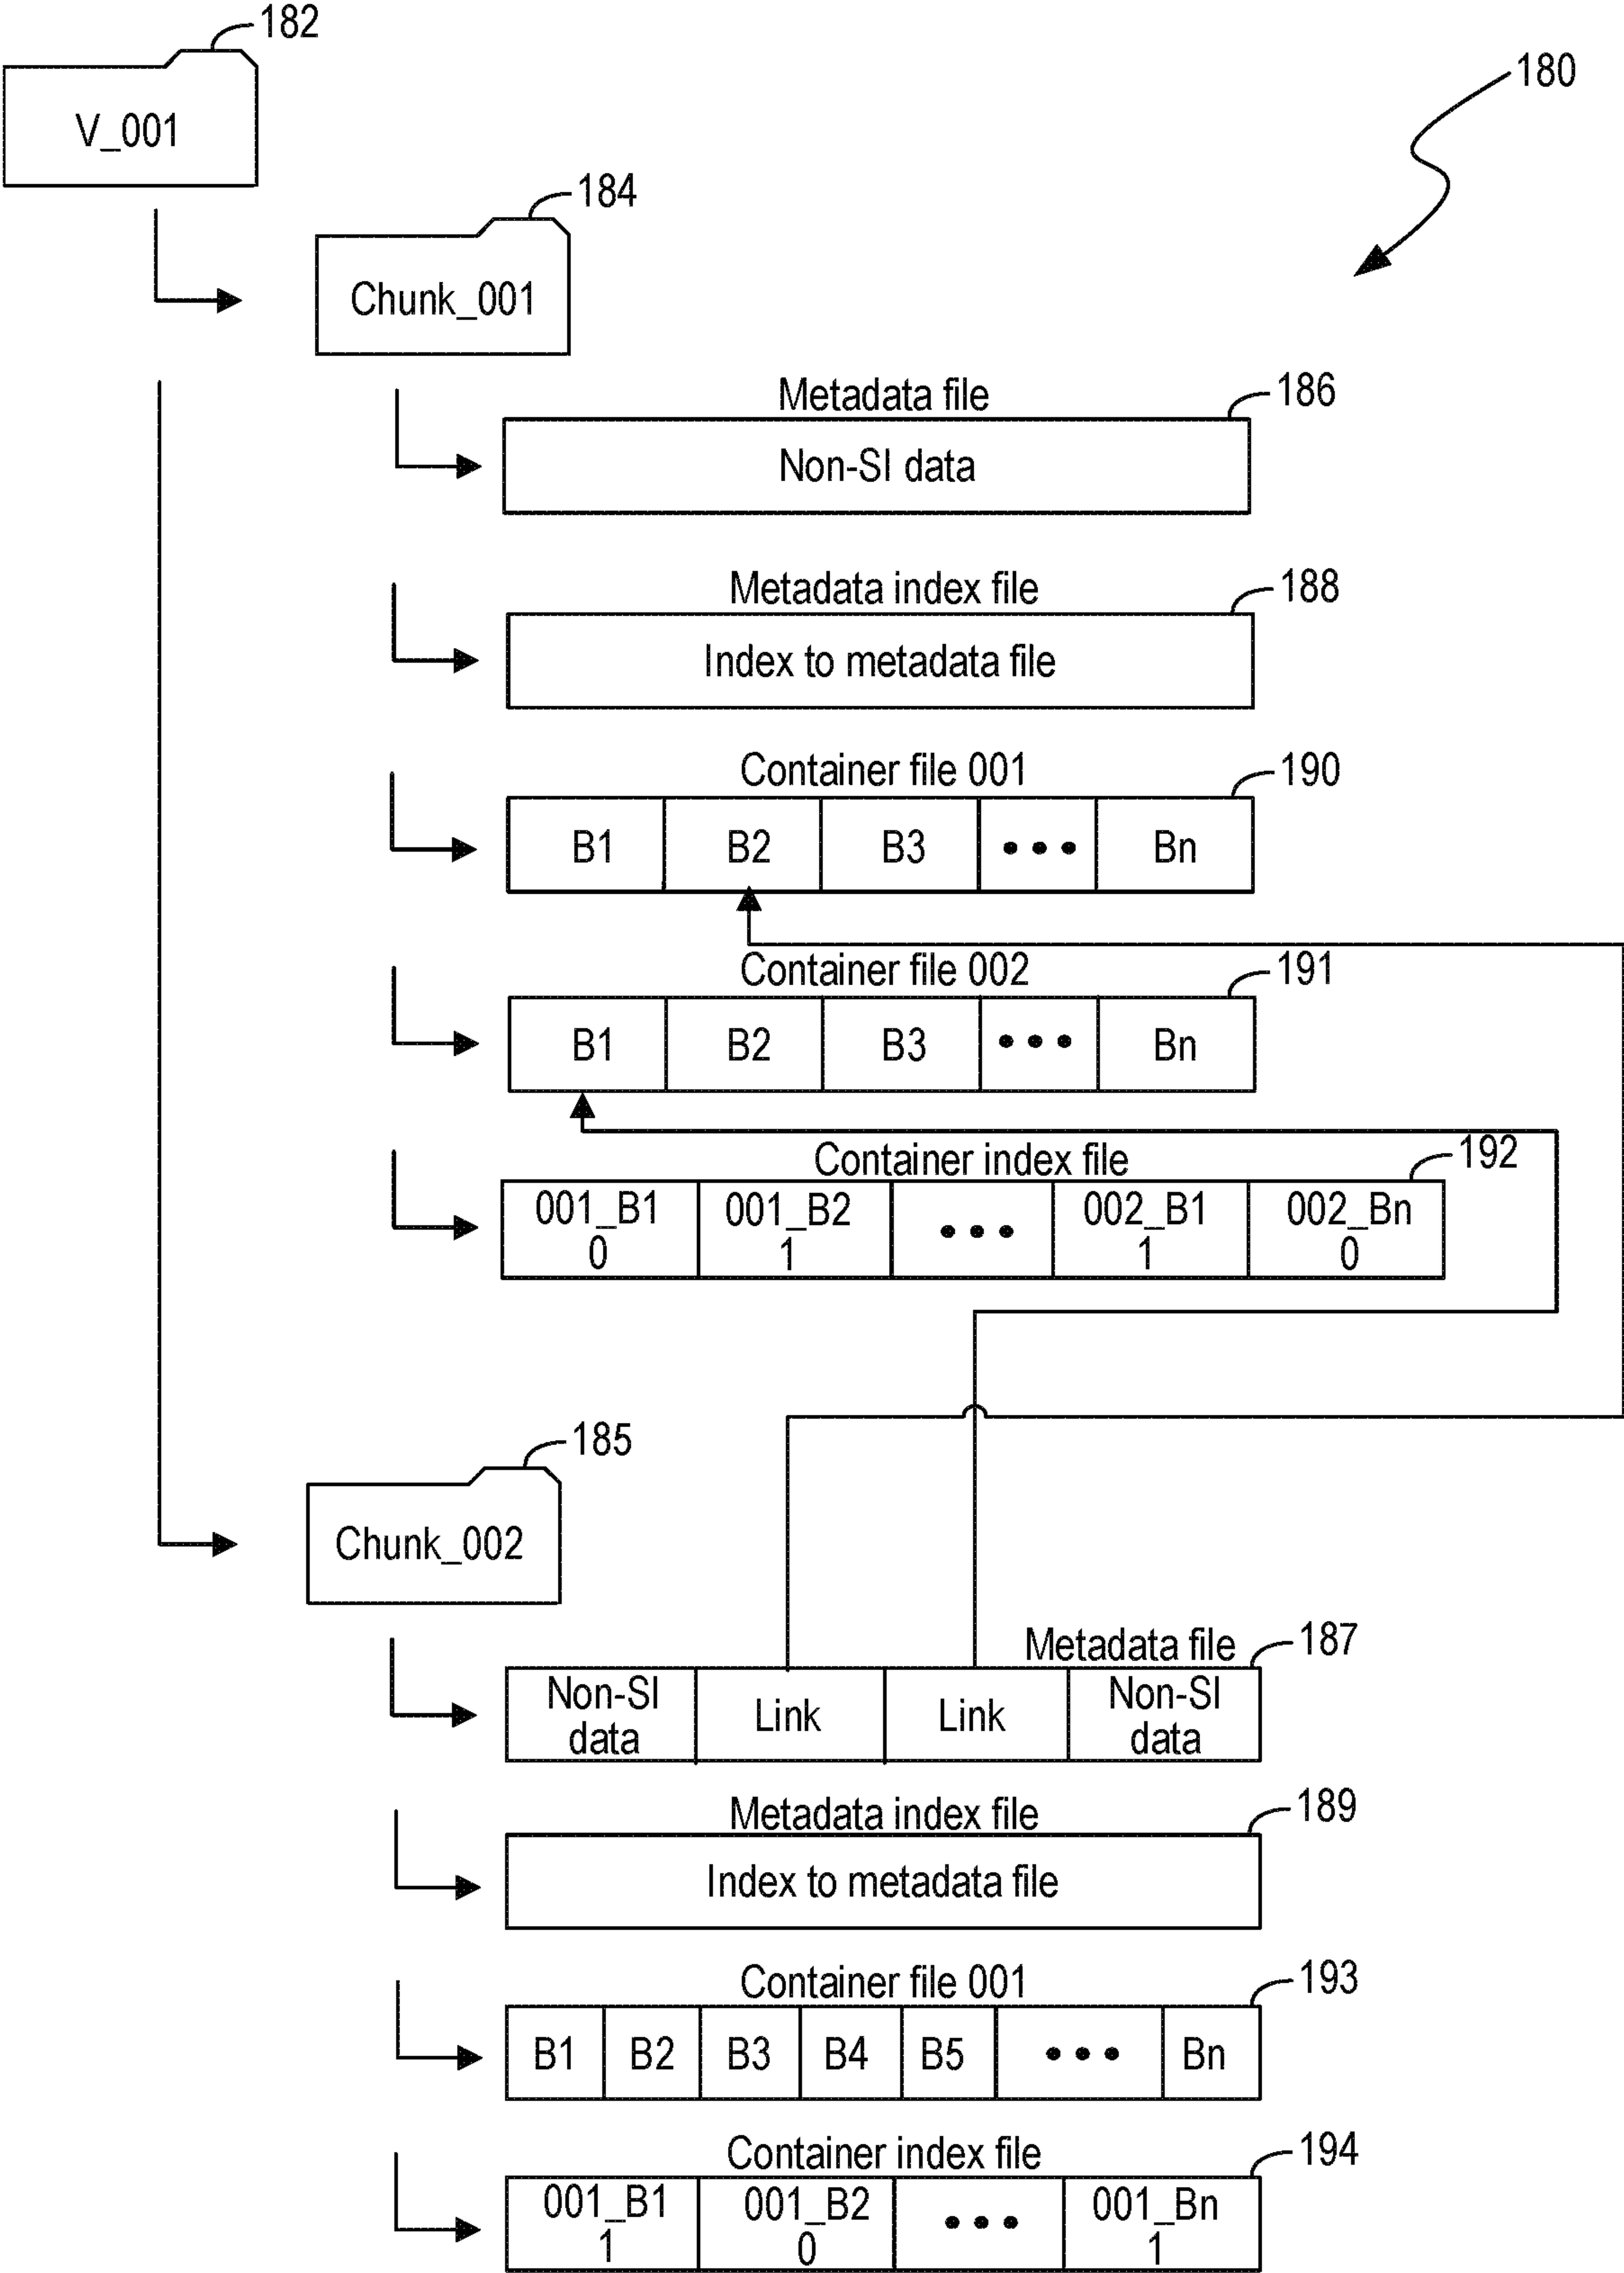 182
V_001
180
184
Chunk_001
Metadata file
186
Non-SI data
Metadata index file
188
Index to metadata file
Container file 001
190
B1 B2 B3 ••• Bn
Container file 002
191
B1 B2 B3 ••• Bn
Container index file
192
001_B1 001_B2 ••• 002_B1 002_Bn
0 1 1 0
185
Chunk_002
Metadata file
187
Non-SI Link Link Non-SI
data data
Metadata index file
189
Index to metadata file
Container file 001
193
B1 B2 B3 B4 B5 ••• Bn
Container index file
194
001_B1 001_B2 ••• 001_Bn
1 0 1